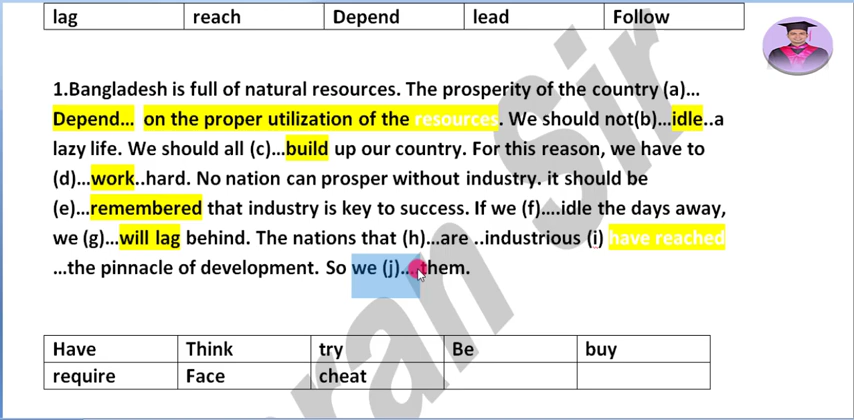 lag reach Depend lead Follow
1.Bangladesh is full of natural resources. The prosperity of the country (a)...
Depend... on the proper utilization of the resources. We should not(b)...idle..a
lazy life. We should all (c)...build up our country. For this reason, we have to
(d)...work..hard. No nation can prosper without industry. it should be
(e)...remembered that industry is key to success. If we (f)....idle the days away,
we (g)...will lag behind. The nations that (h)...are ..industrious (i) have reached
...the pinnacle of development. So we (j)....them.
Have Think try Be buy
require Face cheat